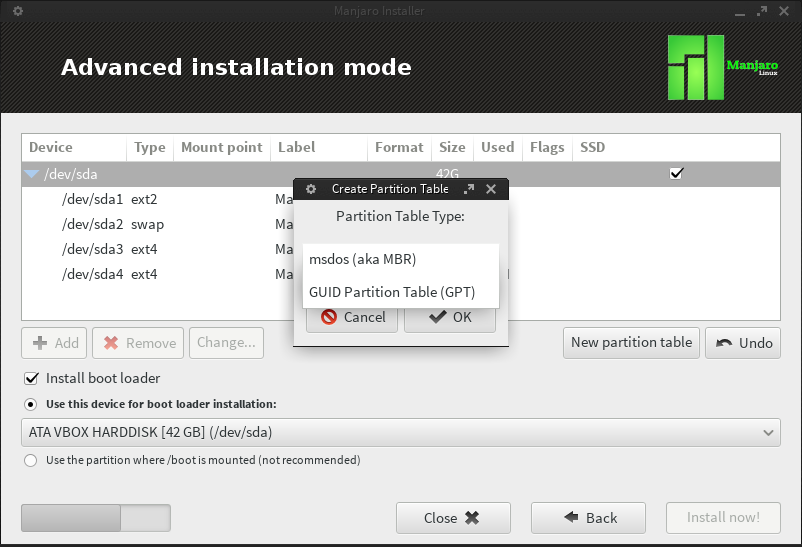 Manjaro Installer
Advanced installation mode
Manjaro
Linux
Device Type Mount point Label Format Size Used Flags SSD
/dev/sda 42G
Create Partition Table
Partition Table Type:
msdos (aka MBR)
GUID Partition Table (GPT)
Cancel OK
/dev/sda1 ext2 Ma
/dev/sda2 swap Ma
/dev/sda3 ext4 Ma
/dev/sda4 ext4 Ma
Add Remove Change... New partition table Undo
Install boot loader
Use this device for boot loader installation:
ATA VBOX HARDDISK [42 GB] (/dev/sda)
Use the partition where /boot is mounted (not recommended)
Close Back Install now!